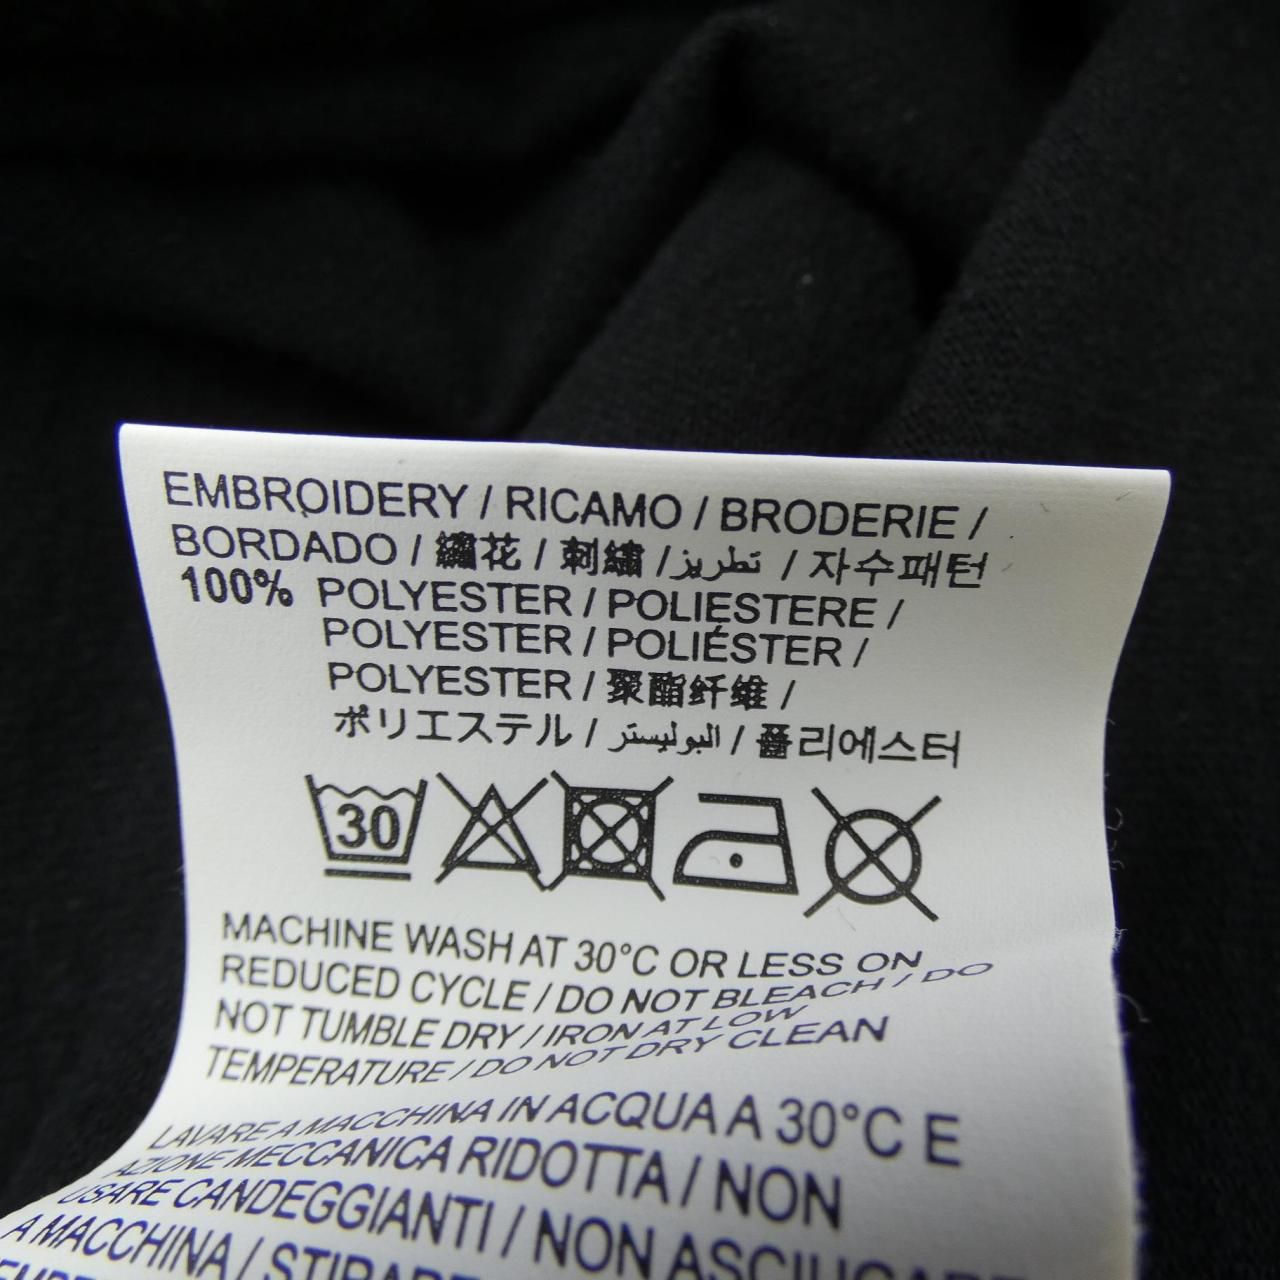 EMBROIDERY / RICAMO / BRODERIE /
BORDADO / 繡花 / 刺繍 / تطريز / 자수패턴
100% POLYESTER / POLIESTERE /
POLYESTER / POLIÉSTER /
POLYESTER / 聚酯纤维 /
ポリエステル / البوليستر / 폴리에스터
30
MACHINE WASH AT 30°C OR LESS ON
REDUCED CYCLE / DO NOT BLEACH / DO
NOT TUMBLE DRY / IRON AT LOW
TEMPERATURE / DO NOT DRY CLEAN
LAVARE A MACCHINA IN ACQUA A 30°C E
AZIONE MECCANICA RIDOTTA / NON
USARE CANDEGGIANTI / NON ASCIUGARE
A MACCHINA / STIRARE